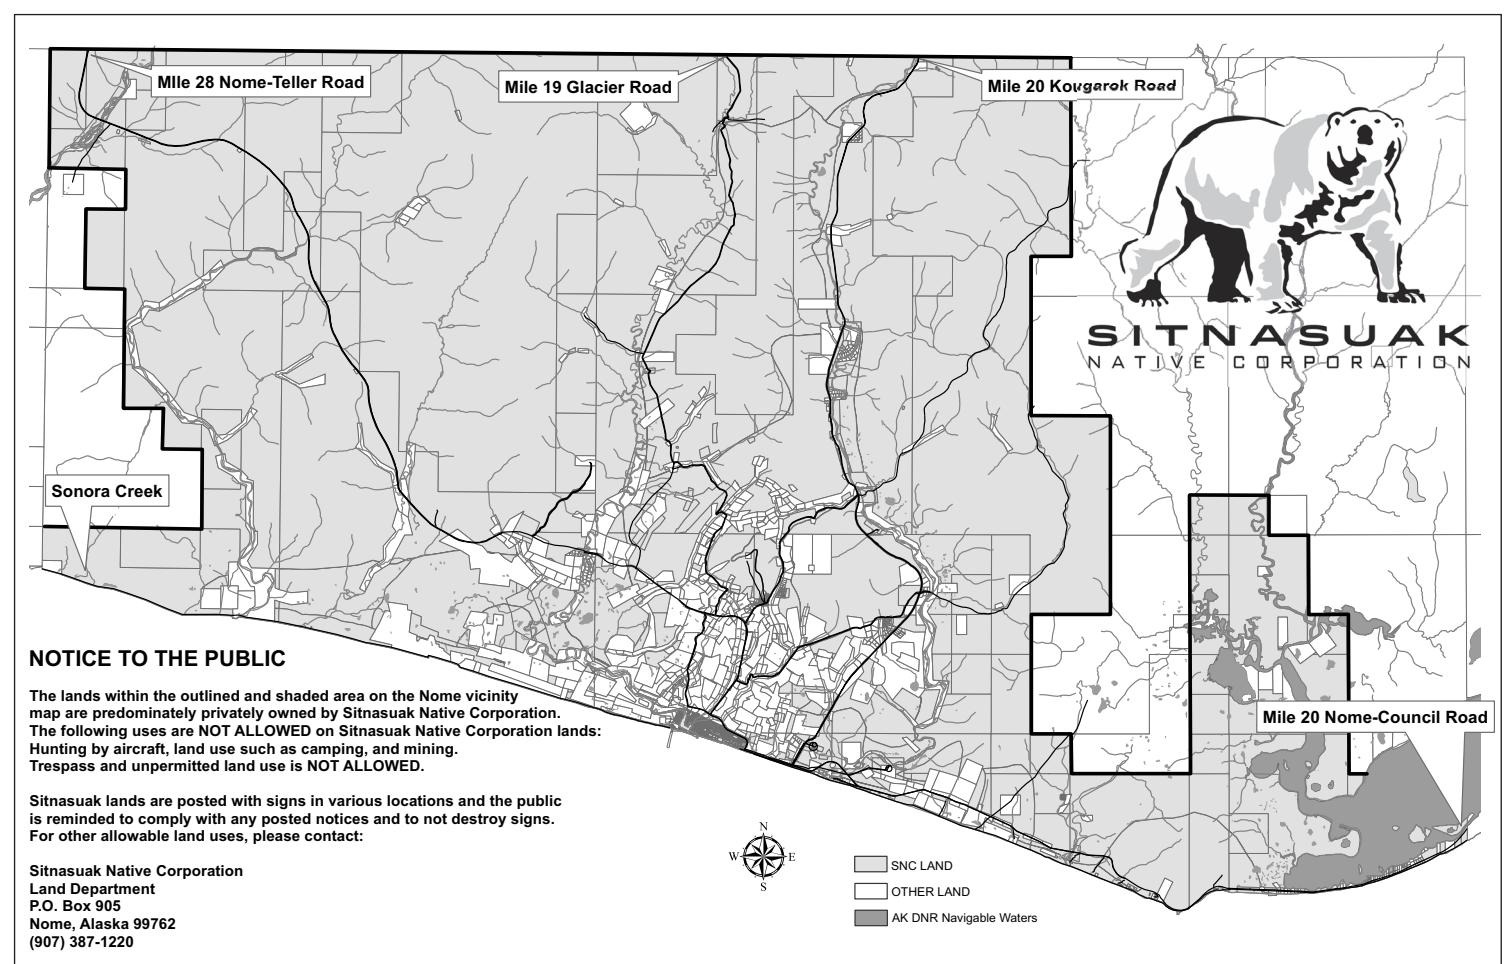 MIle 28 Nome-Teller Road
Mile 19 Glacier Road
Mile 20 Kougarok Road
SITNASUAK
NATIVE CORPORATION
Sonora Creek
NOTICE TO THE PUBLIC
The lands within the outlined and shaded area on the Nome vicinity
map are predominately privately owned by Sitnasuak Native Corporation.
The following uses are NOT ALLOWED on Sitnasuak Native Corporation lands:
Hunting by aircraft, land use such as camping, and mining.
Trespass and unpermitted land use is NOT ALLOWED.
Sitnasuak lands are posted with signs in various locations and the public
is reminded to comply with any posted notices and to not destroy signs.
For other allowable land uses, please contact:
Sitnasuak Native Corporation
Land Department
P.O. Box 905
Nome, Alaska 99762
(907) 387-1220
Mile 20 Nome-Council Road
N
W
E
S
SNC LAND
OTHER LAND
AK DNR Navigable Waters